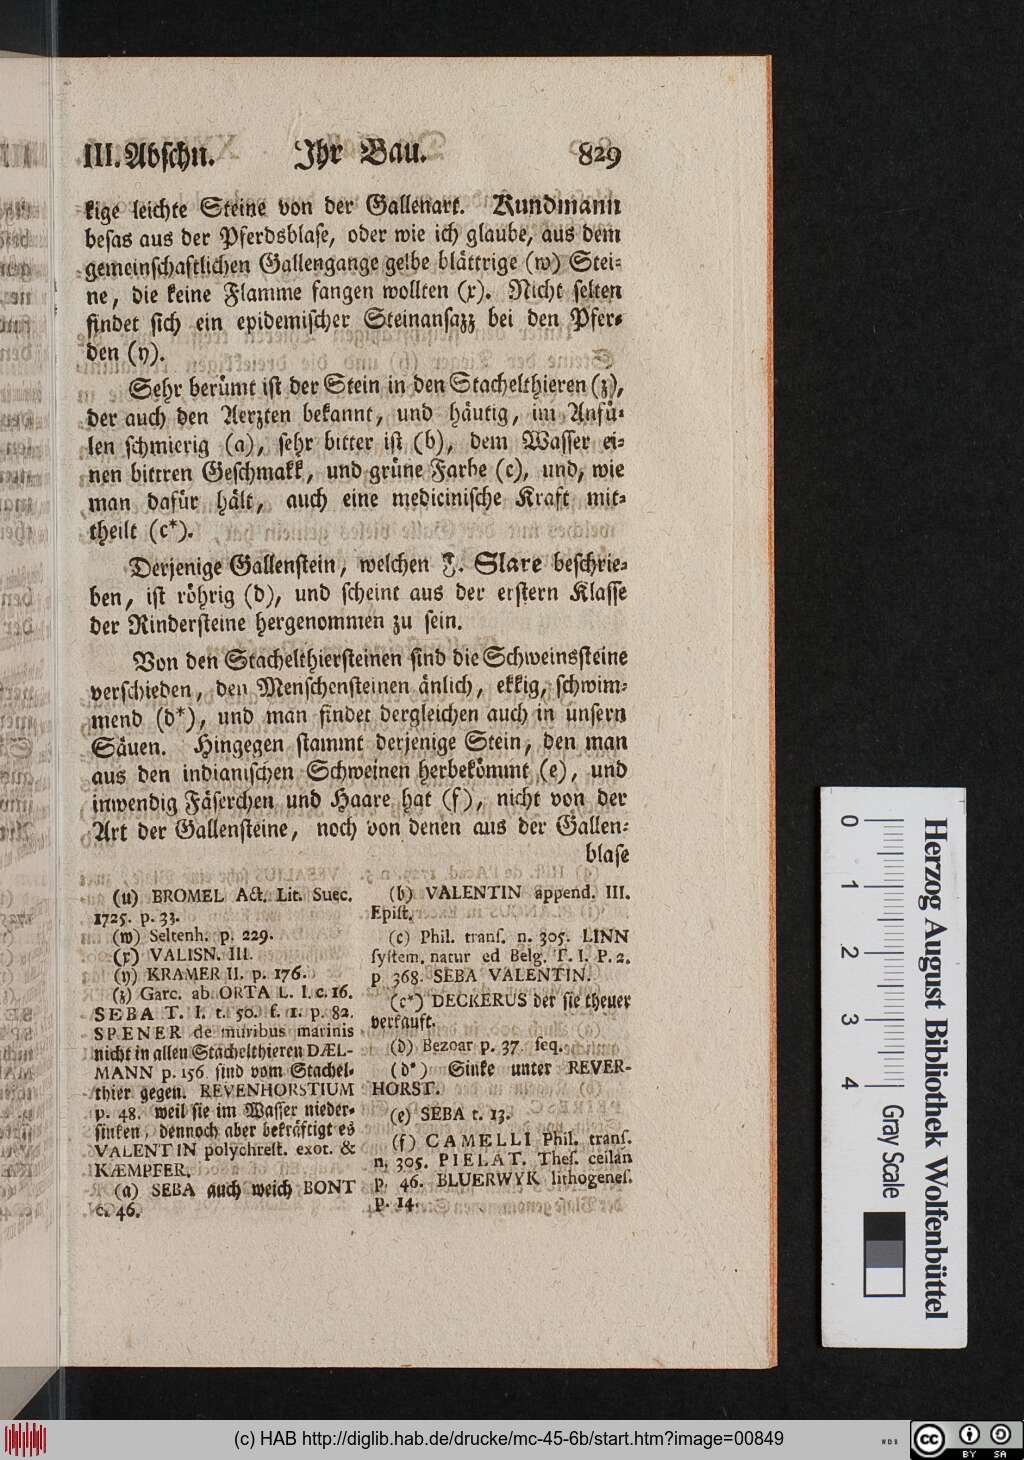 III. Abschn. Ihr Bau. 829
kige leichte Steine von der Gallenart. Kundmann
besas aus der Pferdsblase, oder wie ich glaube, aus dem
gemeinschaftlichen Gallengange gelbe blättrige (w) Stei-
ne, die keine Flamme fangen wollten (x). Nicht selten
findet sich ein epidemischer Steinansazz bei den Pfer-
den (y).
Sehr berümt ist der Stein in den Stachelthieren (z),
der auch den Aerzten bekannt, und häutig, im Anfü-
len schmierig (a), sehr bitter ist (b), dem Wasser ei-
nen bittren Geschmakk, und grüne Farbe (c), und, wie
man dafür hält, auch eine medicinische Kraft mit-
theilt (c*).
Derjenige Gallenstein, welchen F. Slare beschrie-
ben, ist röhrig (d), und scheint aus der erstern Klasse
der Rindersteine hergenommen zu sein.
Von den Stachelthiersteinen sind die Schweinssteine
verschieden, den Menschensteinen änlich, ekkig, schwim-
mend (d*), und man findet dergleichen auch in unsern
Säuen. Hingegen stammt derjenige Stein, den man
aus den indianischen Schweinen herbekömmt (e), und
inwendig Fäserchen und Haare hat (f), nicht von der
Art der Gallensteine, noch von denen aus der Gallen-
blase
(u) BROMEL Act. Lit. Suec.
1725. p. 33.
(w) Seltenh. p. 229.
(x) VALISN. III.
(y) KRAMER II. p. 176.
(z) Garc. ab ORTA L. I. c. 16.
SEBA T. I. t. 50. f. 1. p. 82.
SPENER de muribus marinis
nicht in allen Stachelthieren DÆL-
MANN p. 156. sind vom Stachel-
thier gegen. REVENHORSTIUM
p. 48. weil sie im Wasser nieder-
sinken, dennoch aber bekräftigt es
VALENTIN polychrest. exot. &
KÆMPFER.
(a) SEBA auch weich BONT
c. 46.
(b) VALENTIN append. III.
Epist.
(c) Phil. trans. n. 305. LINN
system. natur ed Belg. T. I. P. 2.
p 368. SEBA VALENTIN.
(c*) DECKERUS der sie theuer
verkauft.
(d) Bezoar p. 37. seq.
(d*) Sinke unter REVER-
HORST.
(e) SEBA t. 13.
(f) CAMELLI Phil. trans.
n. 305. PIELAT. Thes. ceilan
p. 46. BLUERWYK lithogenes.
p. 14.
0 1 2 3 4 Gray Scale
Herzog August Bibliothek Wolfenbüttel
(c) HAB http://diglib.hab.de/drucke/mc-45-6b/start.htm?image=00849
cc BY SA